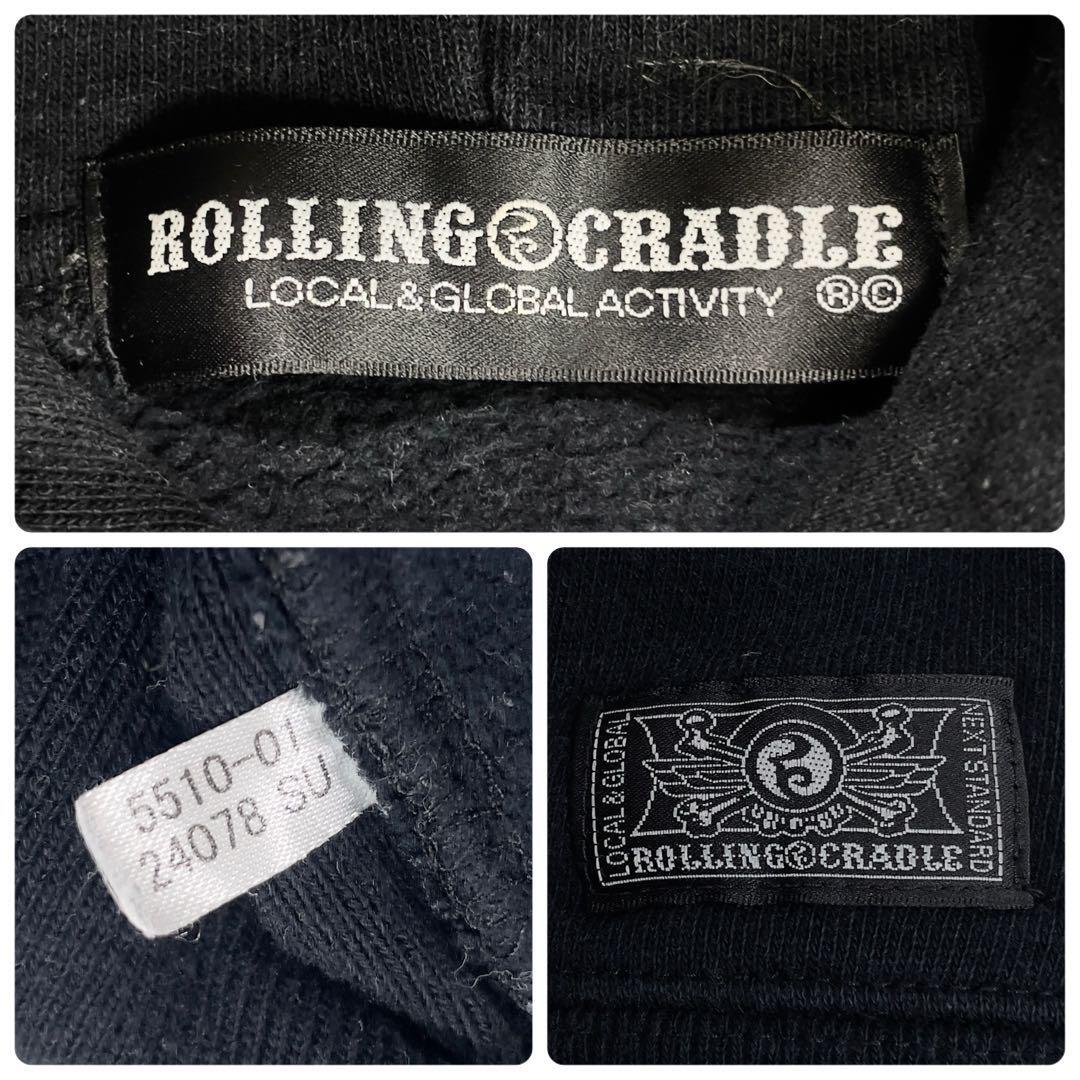 ROLLING CRADLE
LOCAL & GLOBAL ACTIVITY ®©
5510-01
24078 SU
LOCAL & GLOBAL
NEXT STANDARD
ROLLING CRADLE